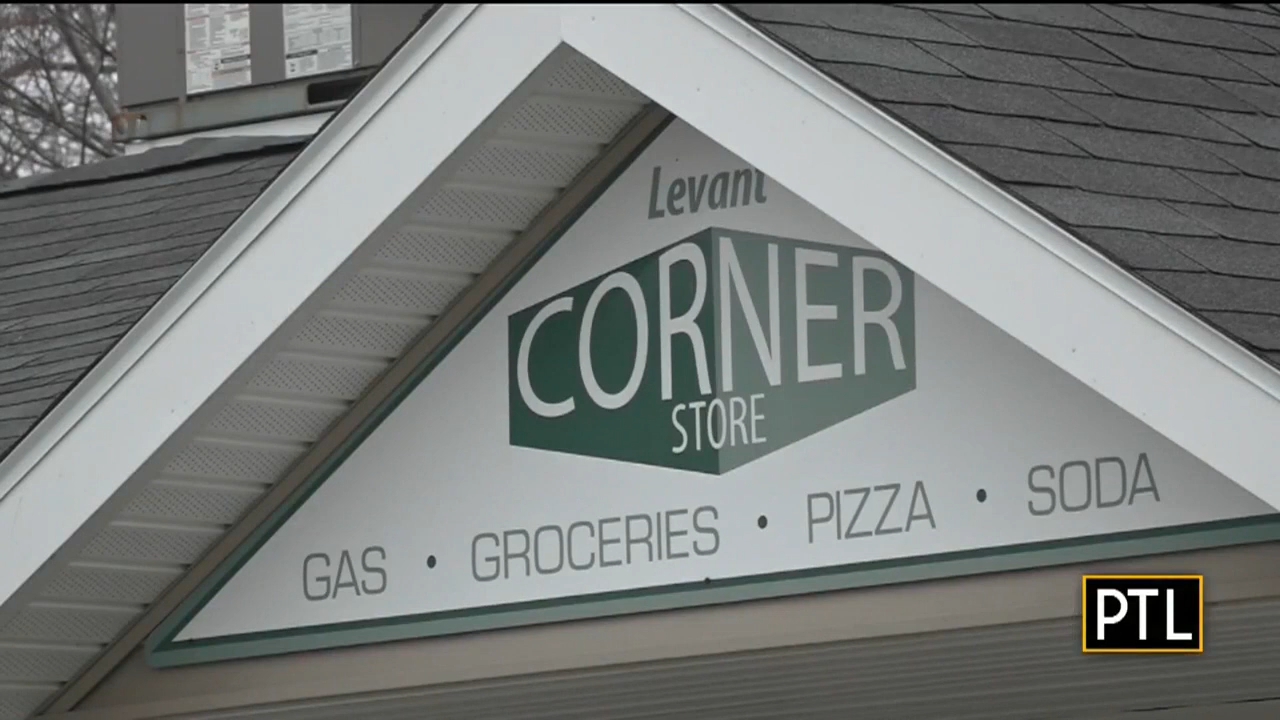 Levant
CORNER
STORE
GAS • GROCERIES • PIZZA • SODA
PTL